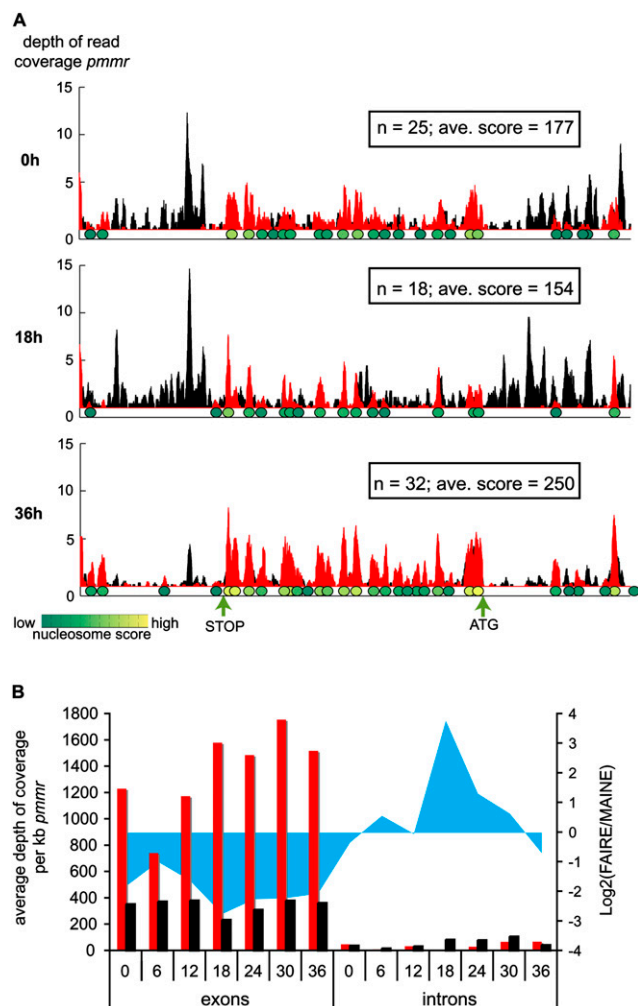 A
depth of read
coverage pmmr
15
10
5
0
0h
n = 25; ave. score = 177
15
10
5
0
18h
n = 18; ave. score = 154
15
10
5
0
36h
n = 32; ave. score = 250
low high
nucleosome score
STOP
ATG
B
average depth of coverage
per kb pmmr
1800
1600
1400
1200
1000
800
600
400
200
0
4
3
2
1
0
-1
-2
-3
-4
Log2(FAIRE/MAINE)
0 6 12 18 24 30 36 0 6 12 18 24 30 36
exons introns